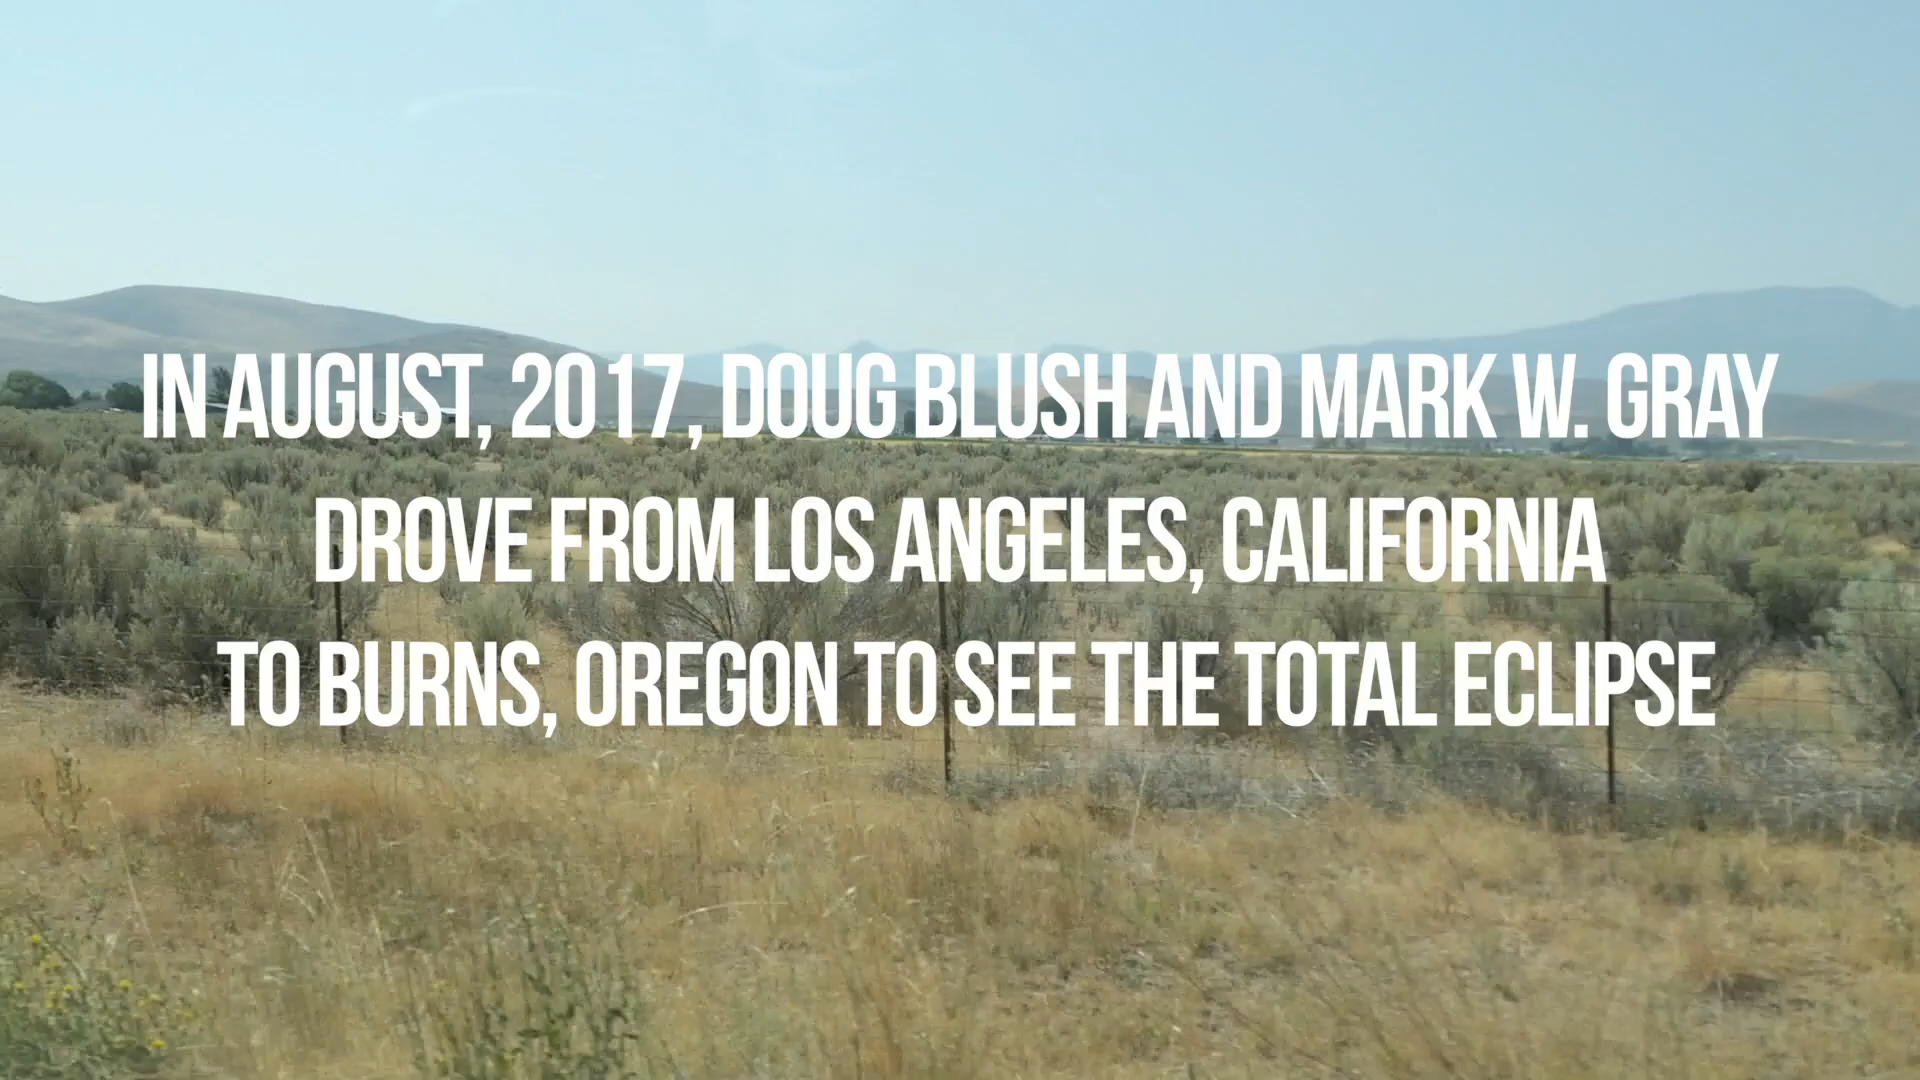 IN AUGUST, 2017, DOUG BLUSH AND MARK W. GRAY
DROVE FROM LOS ANGELES, CALIFORNIA
TO BURNS, OREGON TO SEE THE TOTAL ECLIPSE